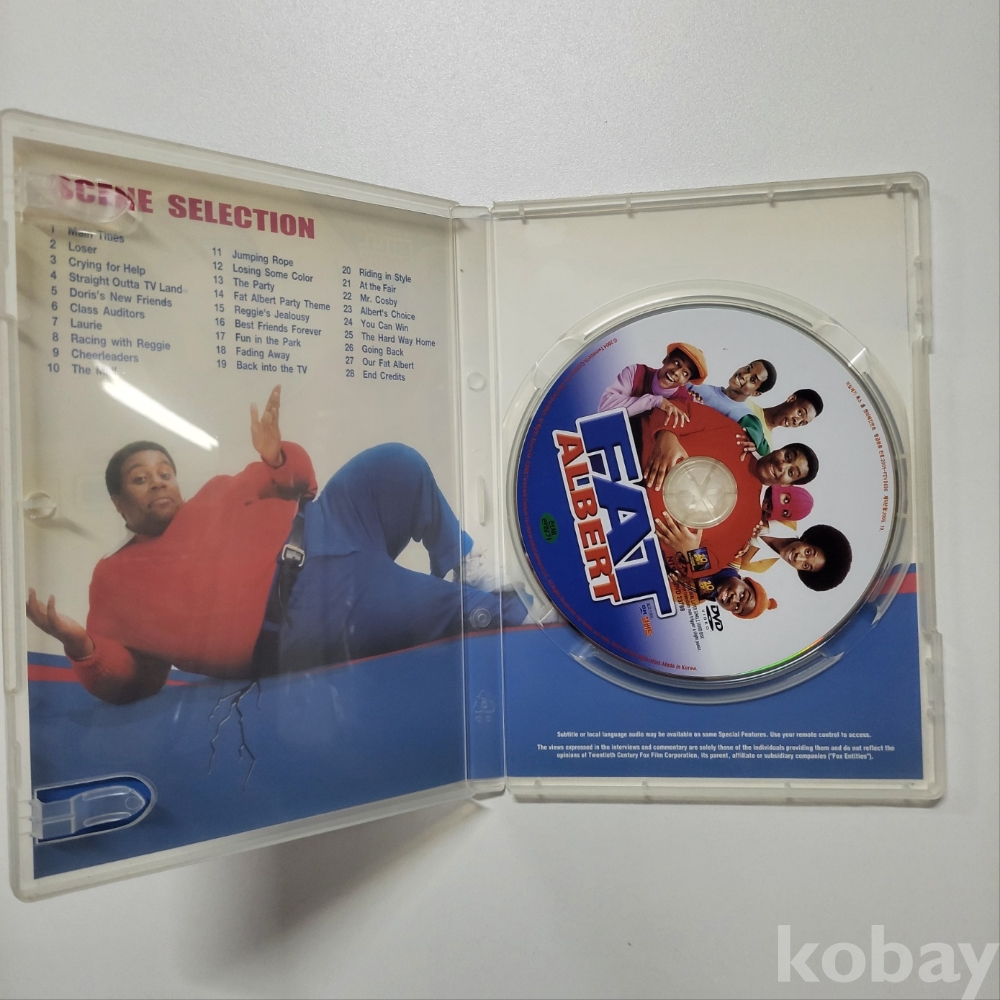 SCENE SELECTION
1 Main Titles
2 Loser
3 Crying for Help
4 Straight Outta TV Land
5 Doris's New Friends
6 Class Auditors
7 Laurie
8 Racing with Reggie
9 Cheerleaders
10 The Mall
11 Jumping Rope
12 Losing Some Color
13 The Party
14 Fat Albert Party Theme
15 Reggie's Jealousy
16 Best Friends Forever
17 Fun in the Park
18 Fading Away
19 Back into the TV
20 Riding in Style
21 At the Fair
22 Mr. Cosby
23 Albert's Choice
24 You Can Win
25 The Hard Way Home
26 Going Back
27 Our Fat Albert
28 End Credits
FAT
ALBERT
DVD
VIDEO
Made in Korea.
Subtitle or local language audio may be available on some Special Features. Use your remote control to access.
The views expressed in the interviews and commentary are solely those of the individuals providing them and do not reflect the
opinions of Twentieth Century Fox Film Corporation, its parent, affiliate or subsidiary companies ("Fox Entities").
kobay